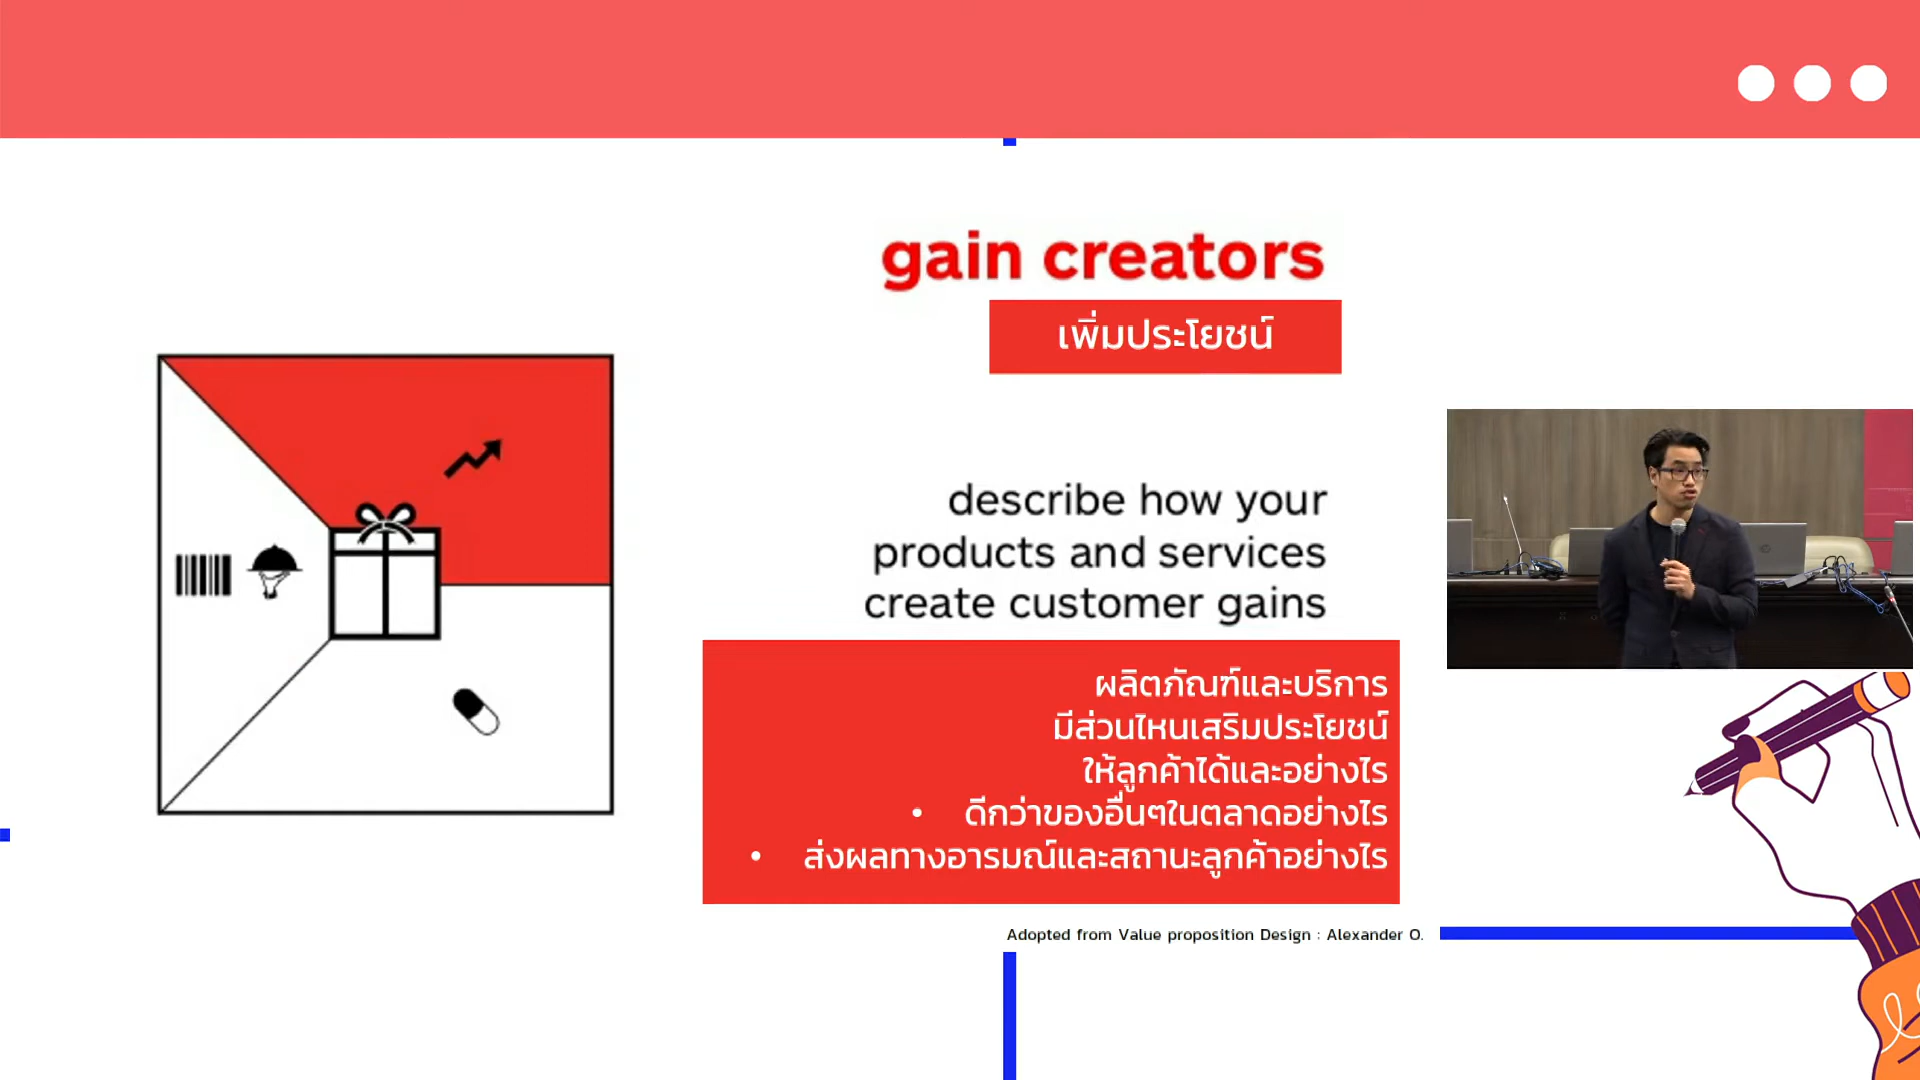 gain creators
เพิ่มประโยชน์
describe how your
products and services
create customer gains
ผลิตภัณฑ์และบริการ
มีส่วนไหนเสริมประโยชน์
ให้ลูกค้าได้และอย่างไร
• ดีกว่าของอื่นๆในตลาดอย่างไร
• ส่งผลทางอารมณ์และสถานะลูกค้าอย่างไร
Adopted from Value proposition Design : Alexander O.